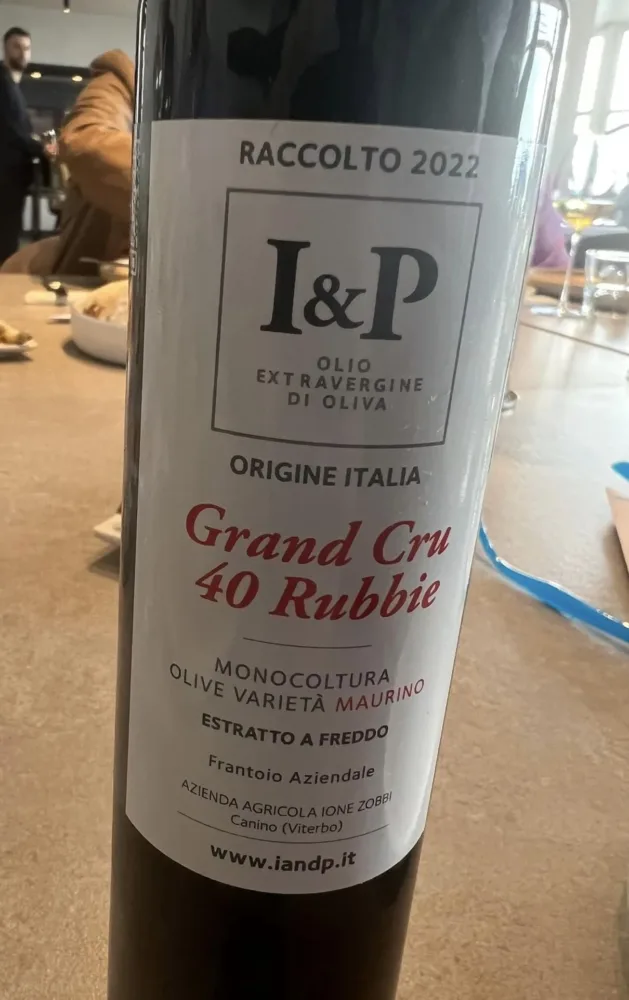 RACCOLTO 2022
I&P
OLIO
EXTRAVERGINE
DI OLIVA
ORIGINE ITALIA
Grand Cru
40 Rubbie
MONOCOLTURA
OLIVE VARIETÀ MAURINO
ESTRATTO A FREDDO
Frantoio Aziendale
AZIENDA AGRICOLA IONE ZOBBI
Canino (Viterbo)
www.iandp.it